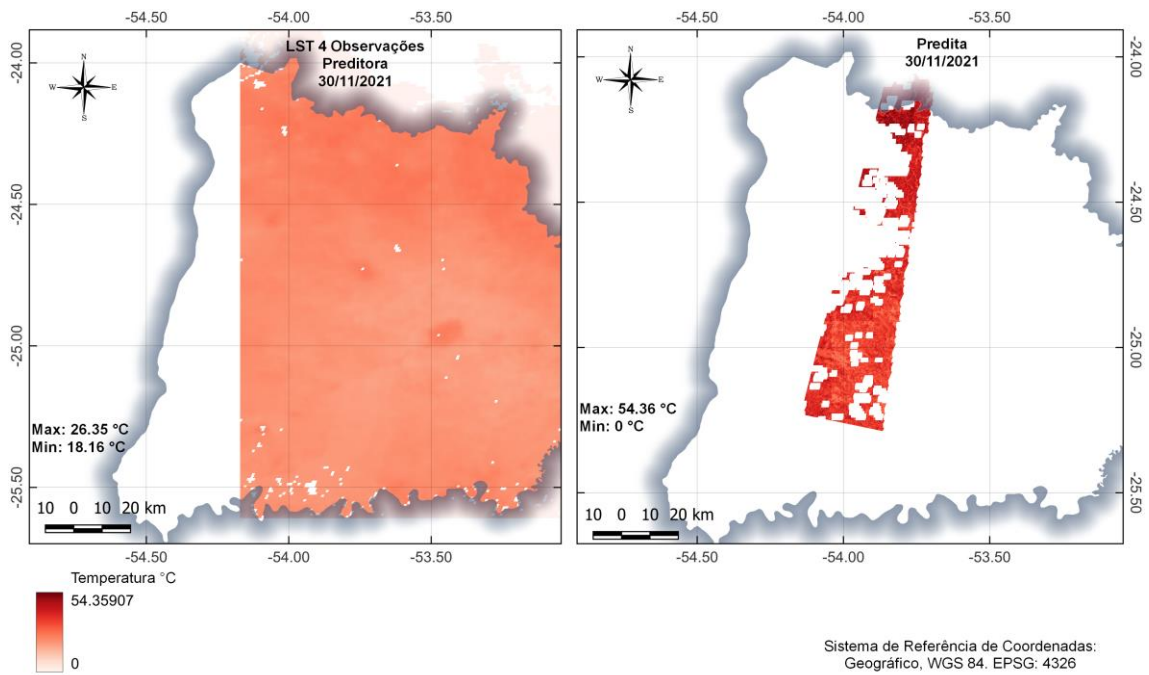 -54.50 -54.00 -53.50
-54.50 -54.00 -53.50
LST 4 Observações
Preditora
30/11/2021
Predita
30/11/2021
N
W E
S
N
W E
S
-24.00
-24.50
-25.00
-25.50
-24.00
-24.50
-25.00
-25.50
Max: 26.35 °C
Min: 18.16 °C
Max: 54.36 °C
Min: 0 °C
10 0 10 20 km
10 0 10 20 km
-54.50 -54.00 -53.50
-54.50 -54.00 -53.50
Temperatura °C
54.35907
0
Sistema de Referência de Coordenadas:
Geográfico, WGS 84. EPSG: 4326